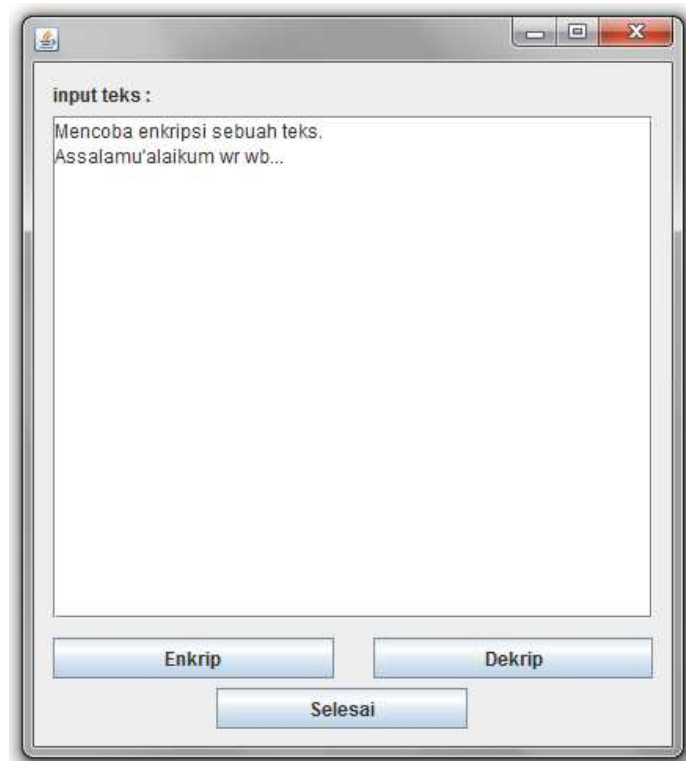 input teks :
Mencoba enkripsi sebuah teks.
Assalamu'alaikum wr wb...
Enkrip
Dekrip
Selesai